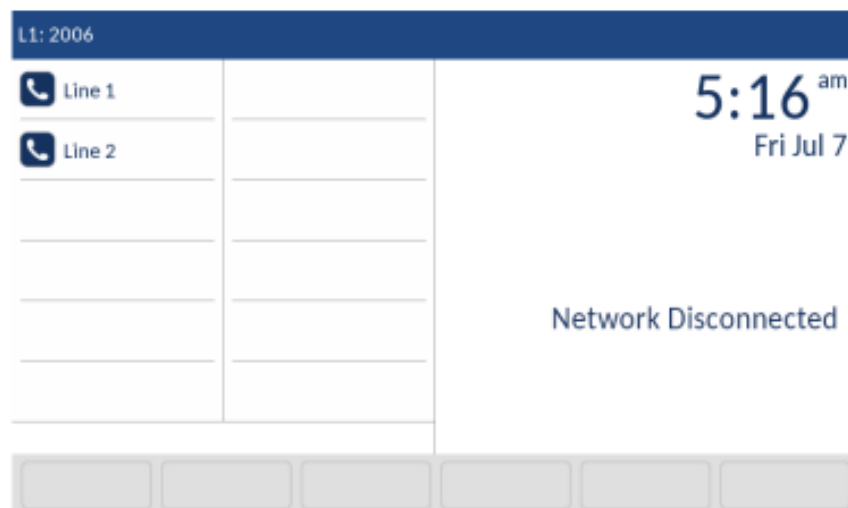 L1: 2006
Line 1
Line 2
5:16 am
Fri Jul 7
Network Disconnected